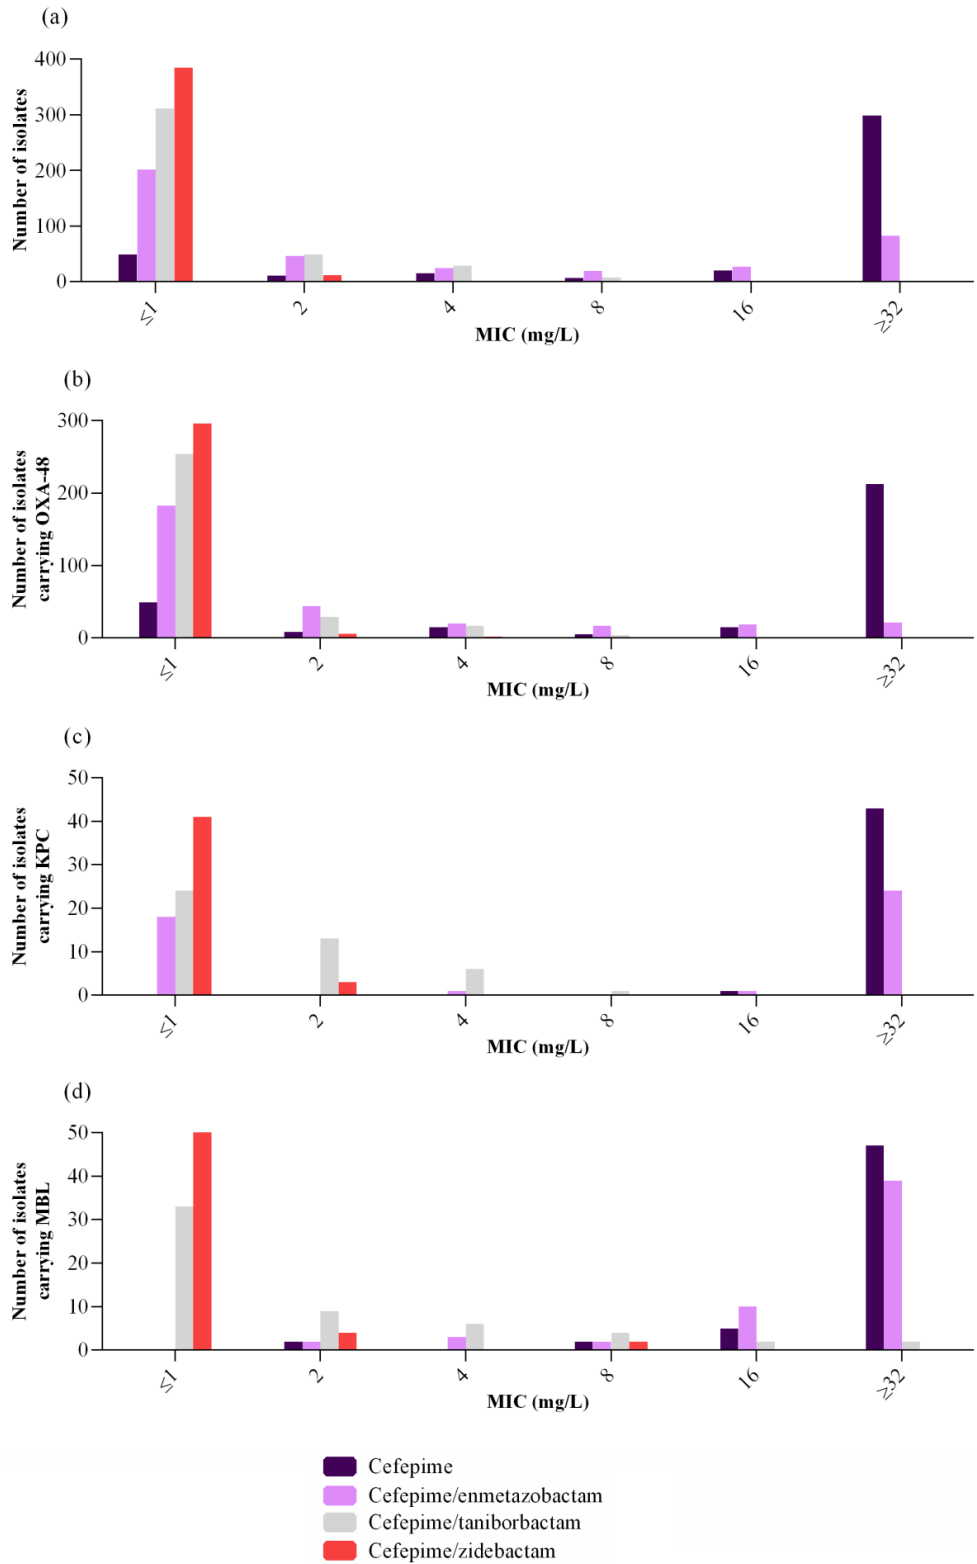 (a)
Number of isolates
400
300
200
100
0
≤1
2
4
8
16
≥32
MIC (mg/L)
(b)
Number of isolates
carrying OXA-48
300
200
100
0
≤1
2
4
8
16
≥32
MIC (mg/L)
(c)
Number of isolates
carrying KPC
50
40
30
20
10
0
≤1
2
4
8
16
≥32
MIC (mg/L)
(d)
Number of isolates
carrying MBL
50
40
30
20
10
0
≤1
2
4
8
16
≥32
MIC (mg/L)
Cefepime
Cefepime/enmetazobactam
Cefepime/taniborbactam
Cefepime/zidebactam